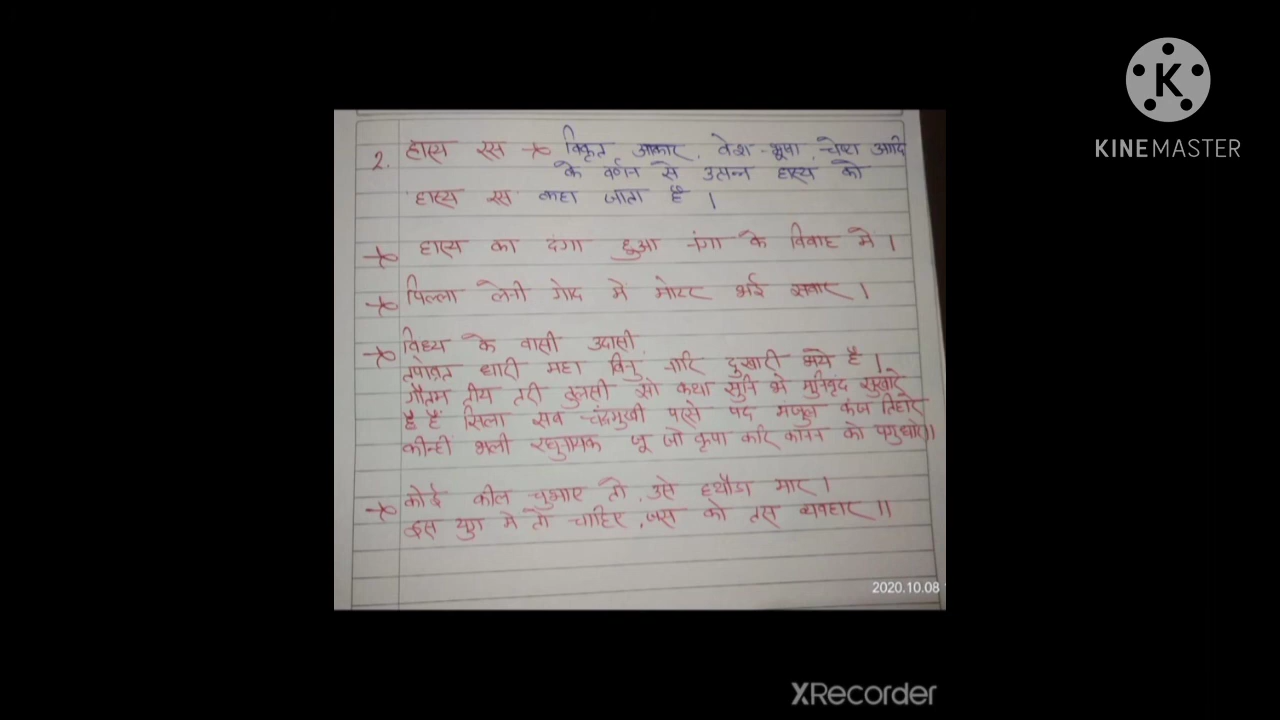 2. हास्य रस → विकृत आकार, वेश-भूषा, चेष्टा आदि
के वर्णन से उत्पन्न हास्य को
हास्य रस कहा जाता है ।
→ हास्य का दंगा हुआ नंगा के विवाह में ।
→ पिल्ला लेनी गोद में मोटर भई सवार ।
→ विंध्य के वासी उदासी
तपोव्रत धारी महा बिनु नारि दुखारी भये है ।
गौतम तीय तरी तुलसी सो कथा सुनि भे मुनिवृंद सुखारे
है हैं सिला सब चंद्रमुखी परसे पद मंजुल कंज तिहारे
कीन्ही भली रघुनायक जू जो कृपा करि कानन को पगुधारे ॥
→ कोई कील चुभाए तो, उसे हथौडा मार ।
इस युग मे तो चाहिए, जस को तस व्यवहार ॥
2020.10.08
K
KINEMASTER
XRecorder